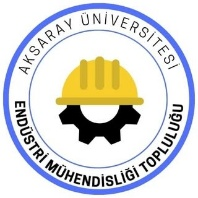 AKSARAY ÜNİVERSİTESİ
ENDÜSTRİ MÜHENDİSLİĞİ TOPLULUĞU